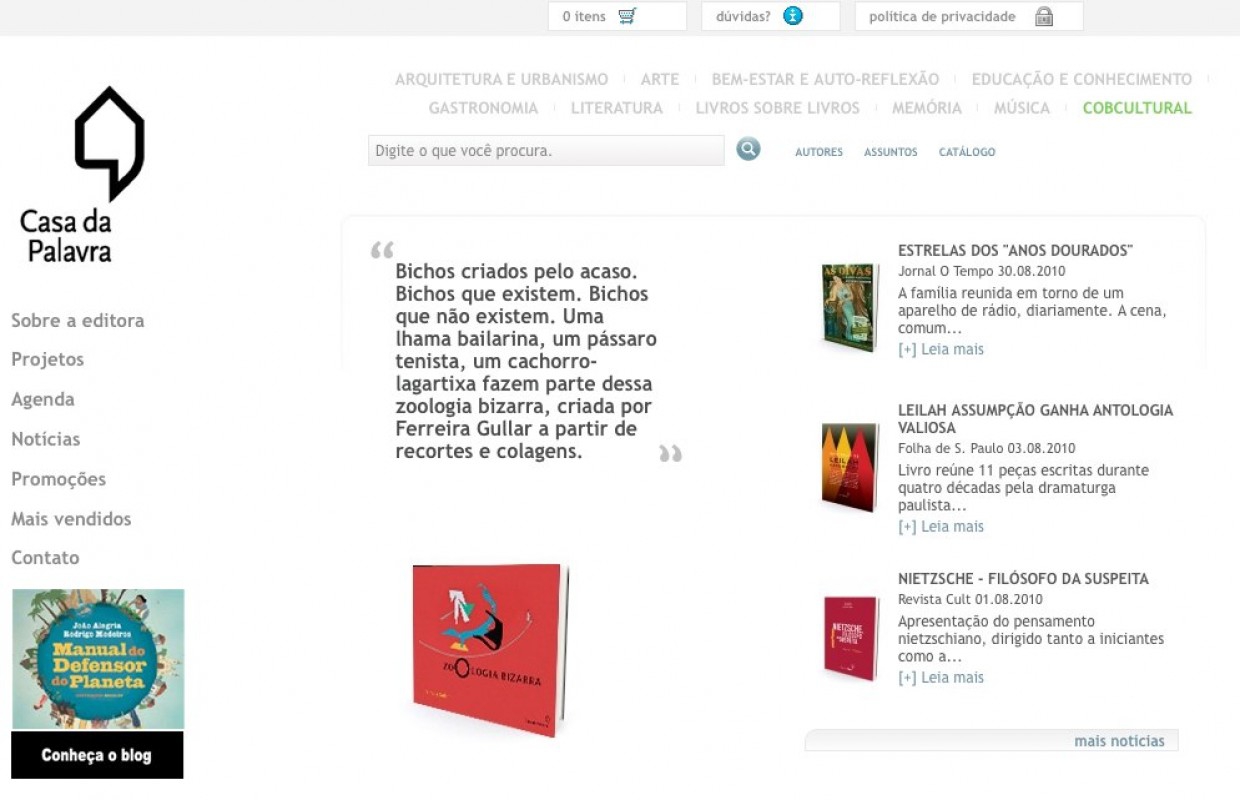 0 itens
dúvidas?
política de privacidade
ARQUITETURA E URBANISMO
ARTE
BEM-ESTAR E AUTO-REFLEXÃO
EDUCAÇÃO E CONHECIMENTO
GASTRONOMIA
LITERATURA
LIVROS SOBRE LIVROS
MEMÓRIA
MÚSICA
COBCULTURAL
Digite o que você procura.
AUTORES
ASSUNTOS
CATÁLOGO
Casa da
Palavra
Sobre a editora
Projetos
Agenda
Notícias
Promoções
Mais vendidos
Contato
João Alegria
Rodrigo Medeiros
Manual do
Defensor
do Planeta
Conheça o blog
“
Bichos criados pelo acaso.
Bichos que existem. Bichos
que não existem. Uma
lhama bailarina, um pássaro
tenista, um cachorro-
lagartixa fazem parte dessa
zoologia bizarra, criada por
Ferreira Gullar a partir de
recortes e colagens.
”
ZOOLOGIA BIZARRA
AS DIVAS
ESTRELAS DOS "ANOS DOURADOS"
Jornal O Tempo 30.08.2010
A família reunida em torno de um
aparelho de rádio, diariamente. A cena,
comum...
[+] Leia mais
LEILAH
LEILAH ASSUMPÇÃO GANHA ANTOLOGIA
VALIOSA
Folha de S. Paulo 03.08.2010
Livro reúne 11 peças escritas durante
quatro décadas pela dramaturga
paulista...
[+] Leia mais
NIETZSCHE
NIETZSCHE - FILÓSOFO DA SUSPEITA
Revista Cult 01.08.2010
Apresentação do pensamento
nietzschiano, dirigido tanto a iniciantes
como a...
[+] Leia mais
mais noticias